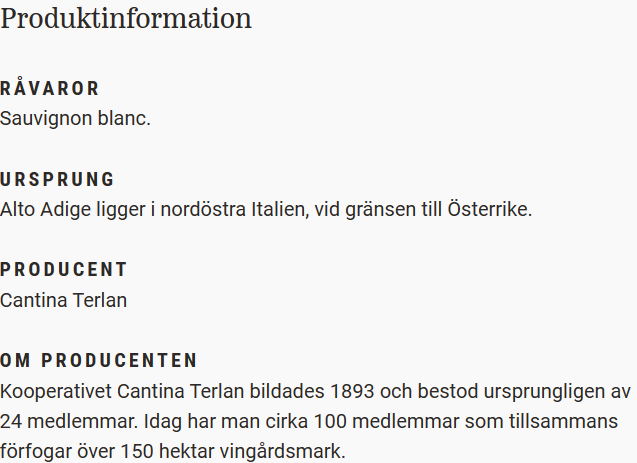 Produktinformation
RÅVAROR
Sauvignon blanc.
URSPRUNG
Alto Adige ligger i nordöstra Italien, vid gränsen till Österrike.
PRODUCENT
Cantina Terlan
OM PRODUCENTEN
Kooperativet Cantina Terlan bildades 1893 och bestod ursprungligen av
24 medlemmar. Idag har man cirka 100 medlemmar som tillsammans
förfogar över 150 hektar vingårdsmark.